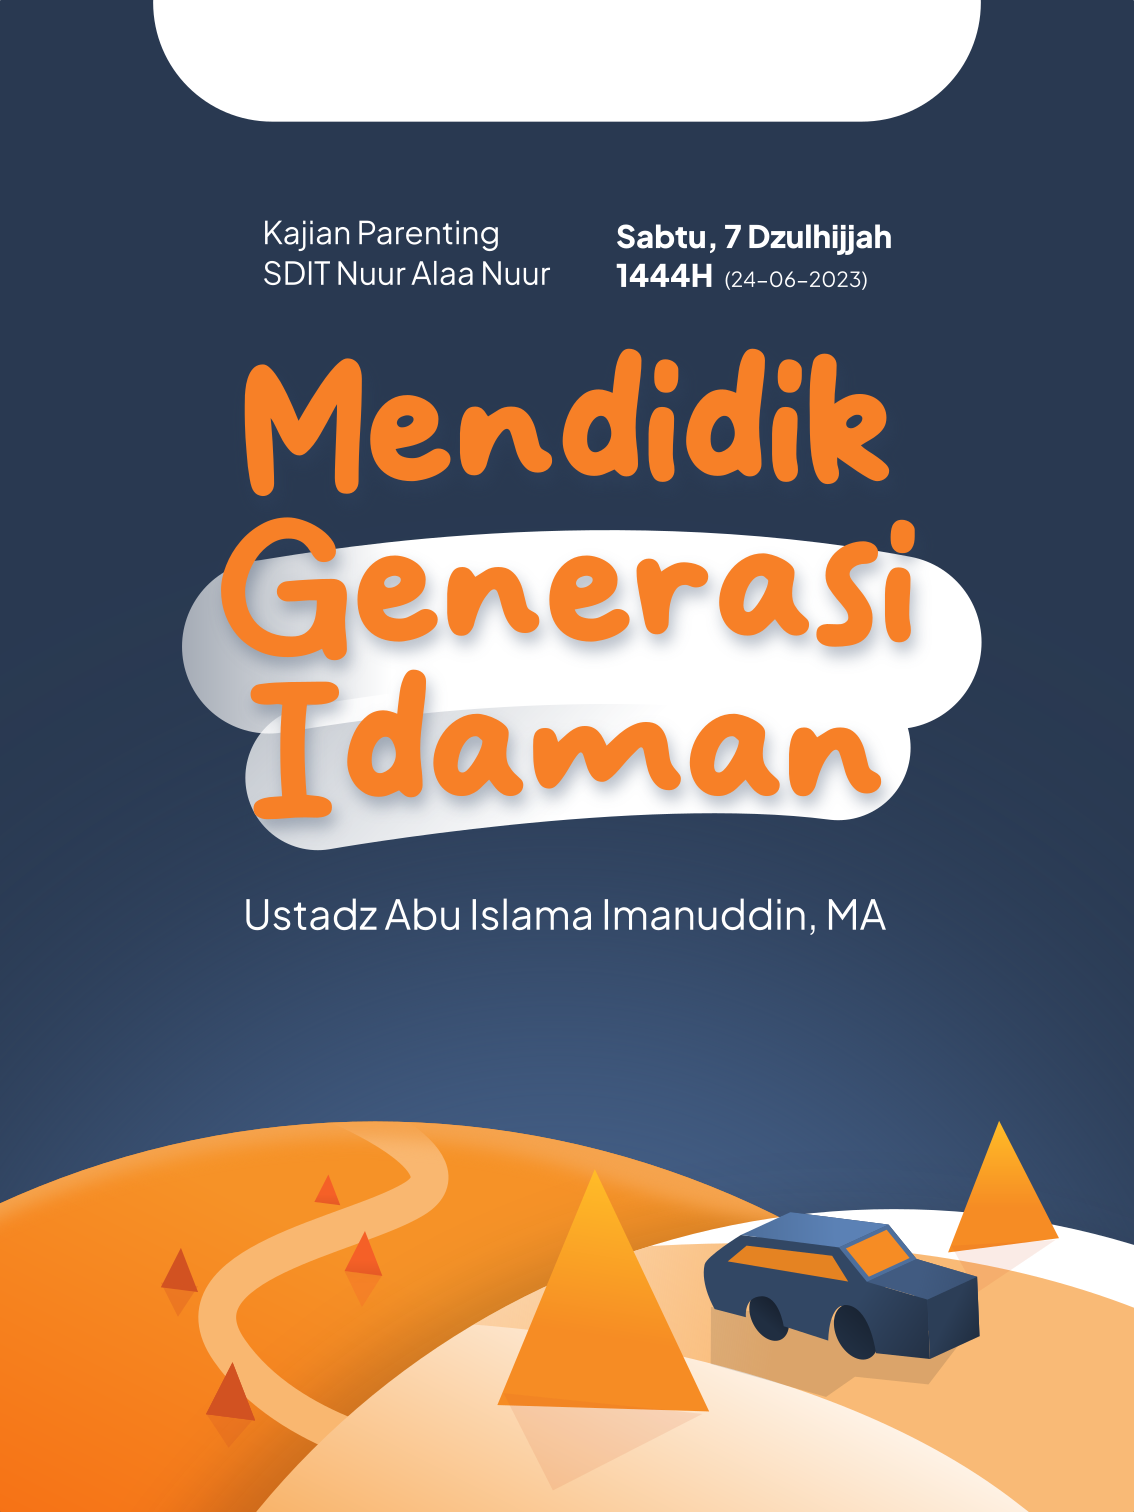 Kajian Parenting
SDIT Nuur Alaa Nuur
Sabtu, 7 Dzulhijjah
1444H (24-06-2023)
Mendidik
Generasi
Idaman
Ustadz Abu Islama Imanuddin, MA